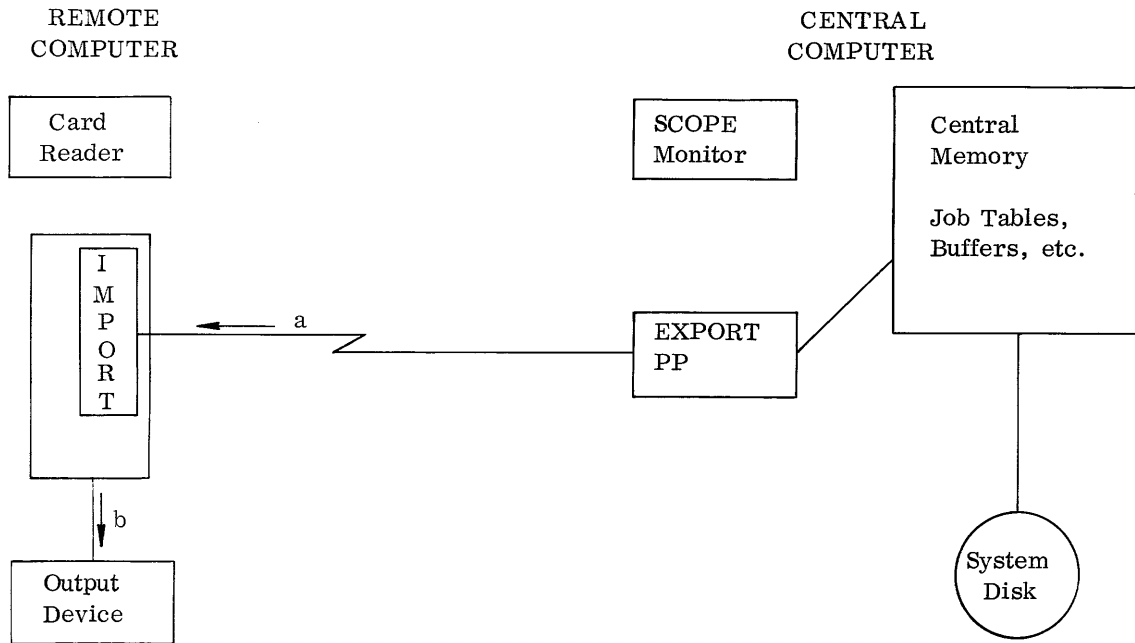 REMOTE
COMPUTER
CENTRAL
COMPUTER
Card
Reader
SCOPE
Monitor
Central
Memory
Job Tables,
Buffers, etc.
I
M
P
O
R
T
a
EXPORT
PP
b
Output
Device
System
Disk